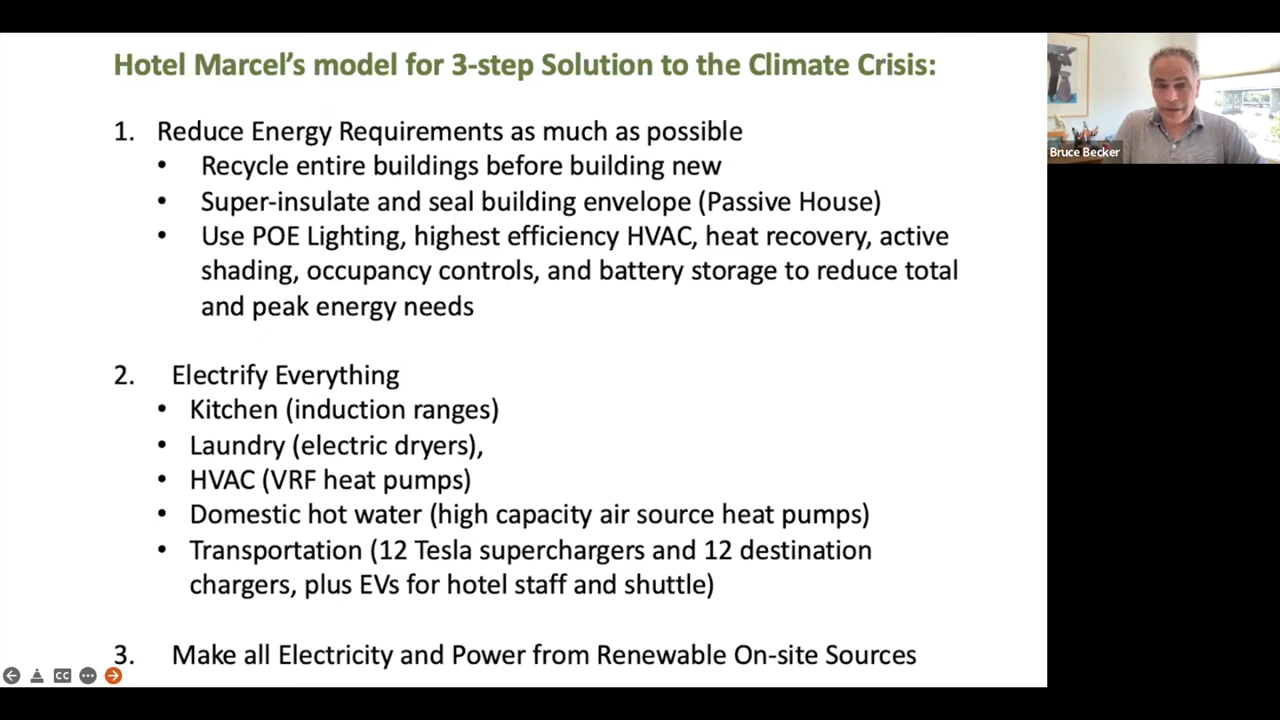 Hotel Marcel’s model for 3-step Solution to the Climate Crisis:
1. Reduce Energy Requirements as much as possible
• Recycle entire buildings before building new
• Super-insulate and seal building envelope (Passive House)
• Use POE Lighting, highest efficiency HVAC, heat recovery, active
shading, occupancy controls, and battery storage to reduce total
and peak energy needs
2. Electrify Everything
• Kitchen (induction ranges)
• Laundry (electric dryers),
• HVAC (VRF heat pumps)
• Domestic hot water (high capacity air source heat pumps)
• Transportation (12 Tesla superchargers and 12 destination
chargers, plus EVs for hotel staff and shuttle)
3. Make all Electricity and Power from Renewable On-site Sources
CC
Bruce Becker